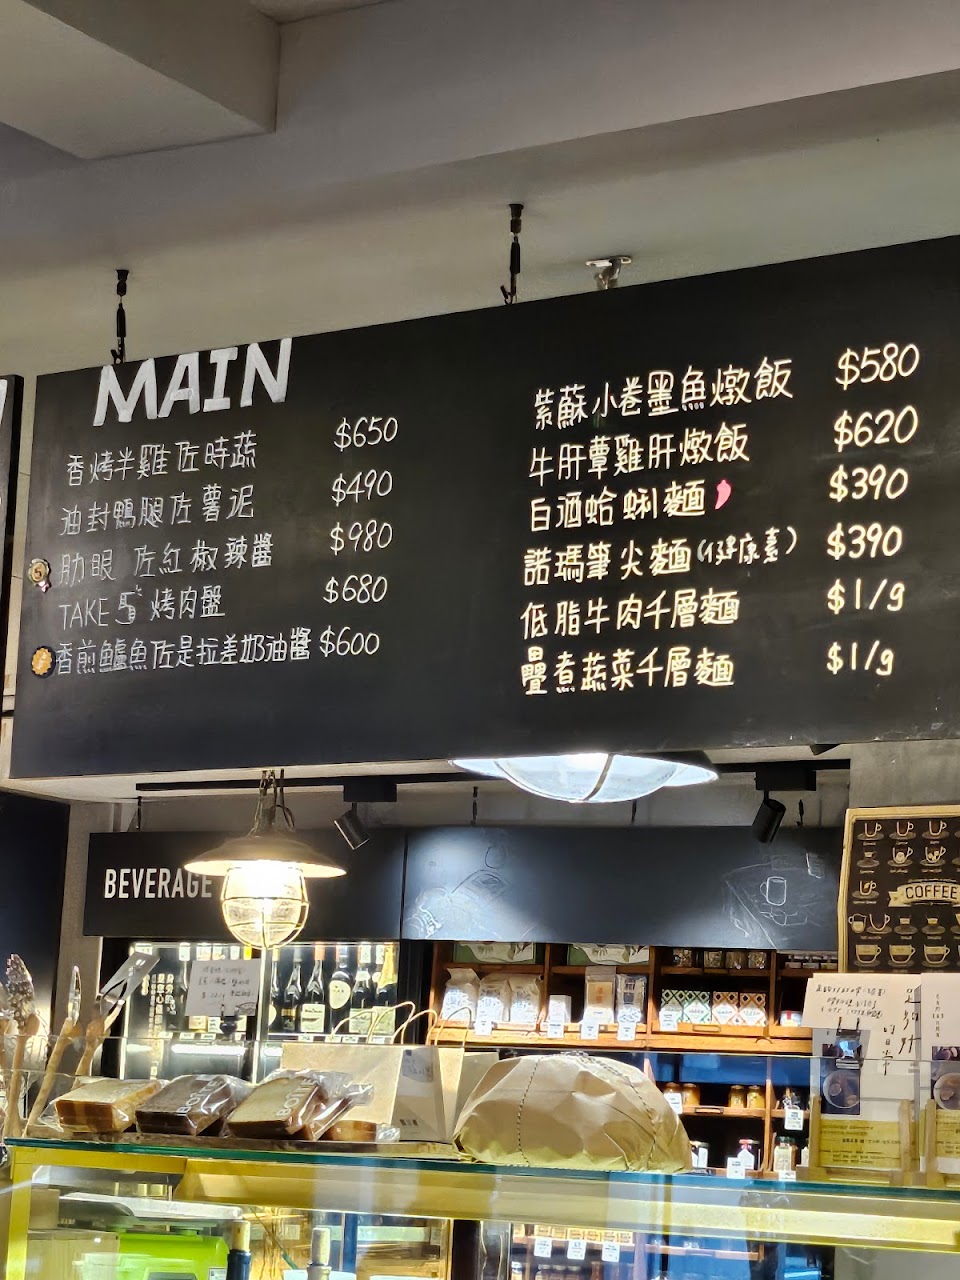 MAIN
香烤半雞佐時蔬 $650
油封鴨腿佐薯泥 $490
肋眼 佐紅椒辣醬 $980
TAKE 5 烤肉盤 $680
香煎鱸魚佐是拉差奶油醬 $600
紫蘇小卷墨魚燉飯 $580
牛肝蕈雞肝燉飯 $620
白酒蛤蜊麵 $390
諾瑪筆尖麵(健康素) $390
低脂牛肉千層麵 $1/g
疊煮蔬菜千層麵 $1/g
BEVERAGE
COFFEE